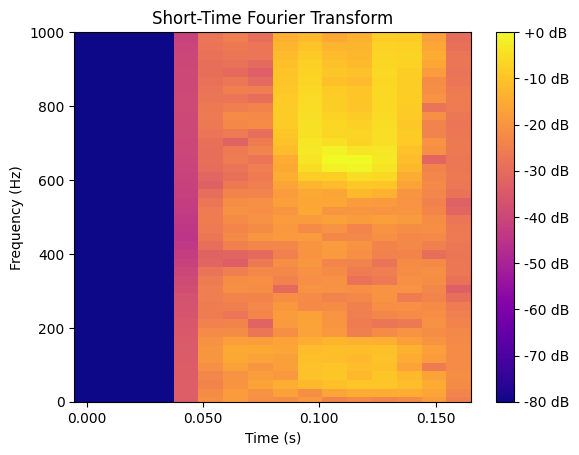 Short-Time Fourier Transform
1000
800
600
400
200
0
Frequency (Hz)
0.000
0.050
0.100
0.150
Time (s)
+0 dB
-10 dB
-20 dB
-30 dB
-40 dB
-50 dB
-60 dB
-70 dB
-80 dB